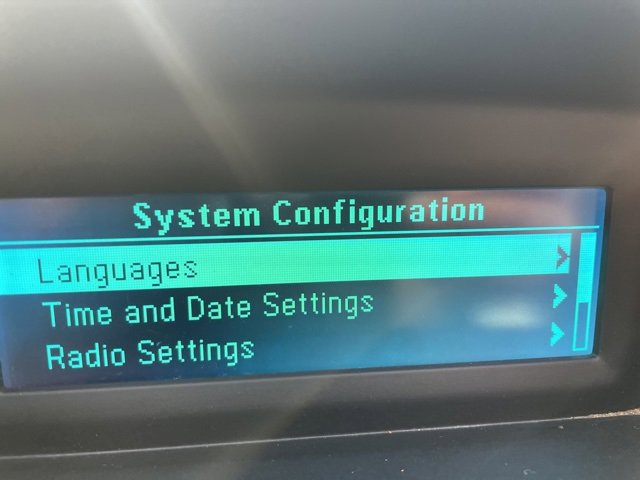 System Configuration
Languages
Time and Date Settings
Radio Settings